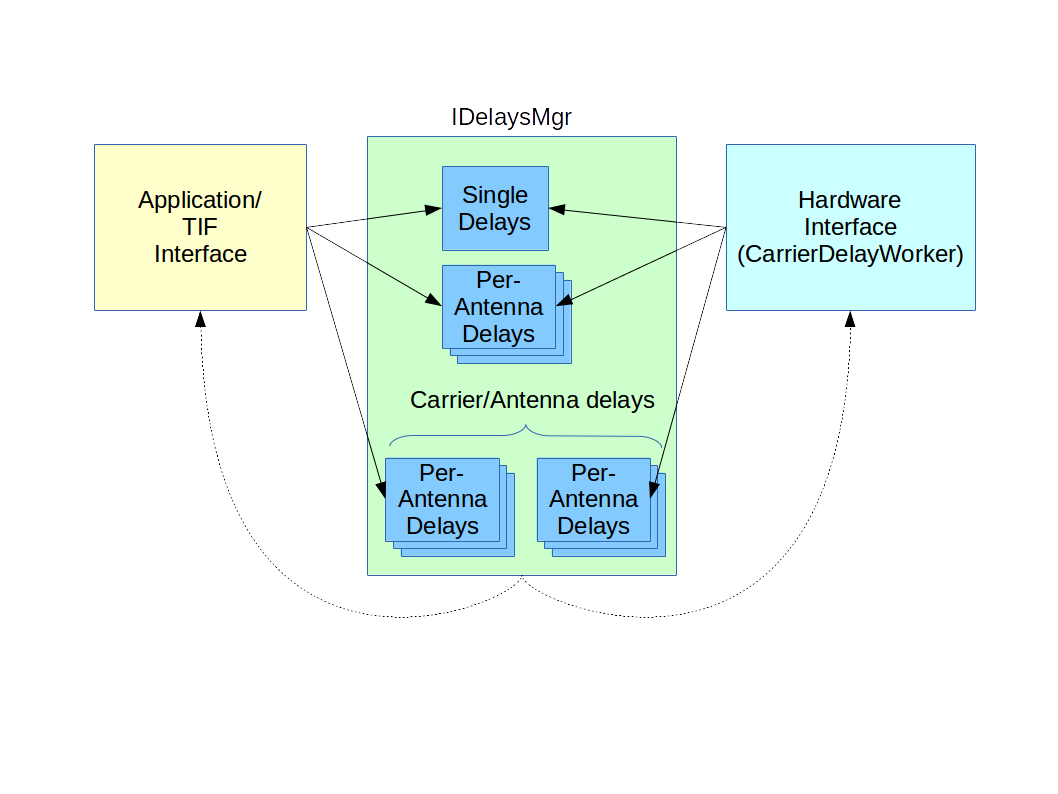 IDelaysMgr
Application/
TIF
Interface
Single
Delays
Hardware
Interface
(CarrierDelayWorker)
Per-
Antenna
Delays
Carrier/Antenna delays
Per-
Antenna
Delays
Per-
Antenna
Delays